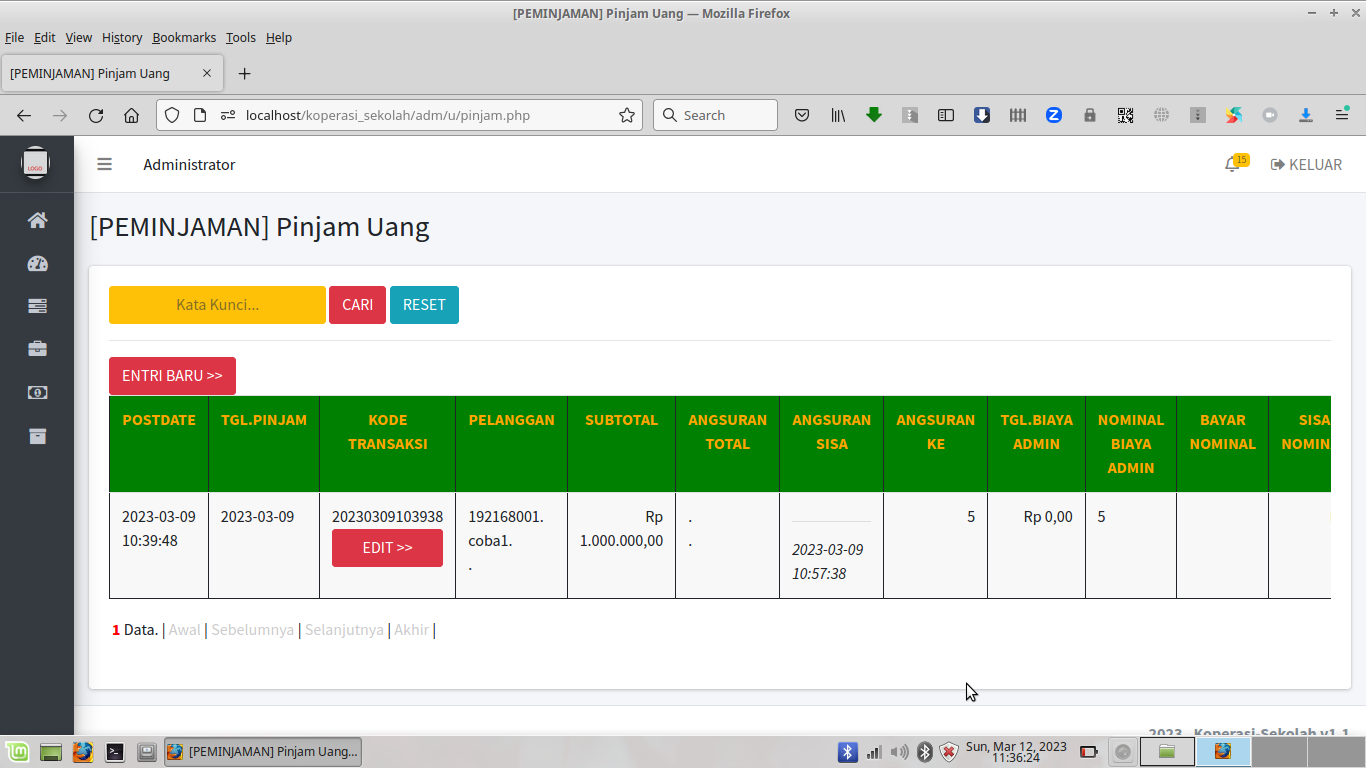 [PEMINJAMAN] Pinjam Uang — Mozilla Firefox
File Edit View History Bookmarks Tools Help
[PEMINJAMAN] Pinjam Uang
localhost/koperasi_sekolah/adm/u/pinjam.php
Search
LOGO
Administrator
15
KELUAR
[PEMINJAMAN] Pinjam Uang
Kata Kunci...
CARI
RESET
ENTRI BARU >>
POSTDATE
TGL.PINJAM
KODE
TRANSAKSI
PELANGGAN
SUBTOTAL
ANGSURAN
TOTAL
ANGSURAN
SISA
ANGSURAN
KE
TGL.BIAYA
ADMIN
NOMINAL
BIAYA
ADMIN
BAYAR
NOMINAL
SISA
NOMIN
2023-03-09
10:39:48
2023-03-09
20230309103938
EDIT >>
192168001.
coba1.
.
Rp
1.000.000,00
.
.
2023-03-09
10:57:38
5
Rp 0,00
5
1 Data. | Awal | Sebelumnya | Selanjutnya | Akhir |
2023. Koperasi-Sekolah v1.1
[PEMINJAMAN] Pinjam Uang...
Sun, Mar 12, 2023
11:36:24